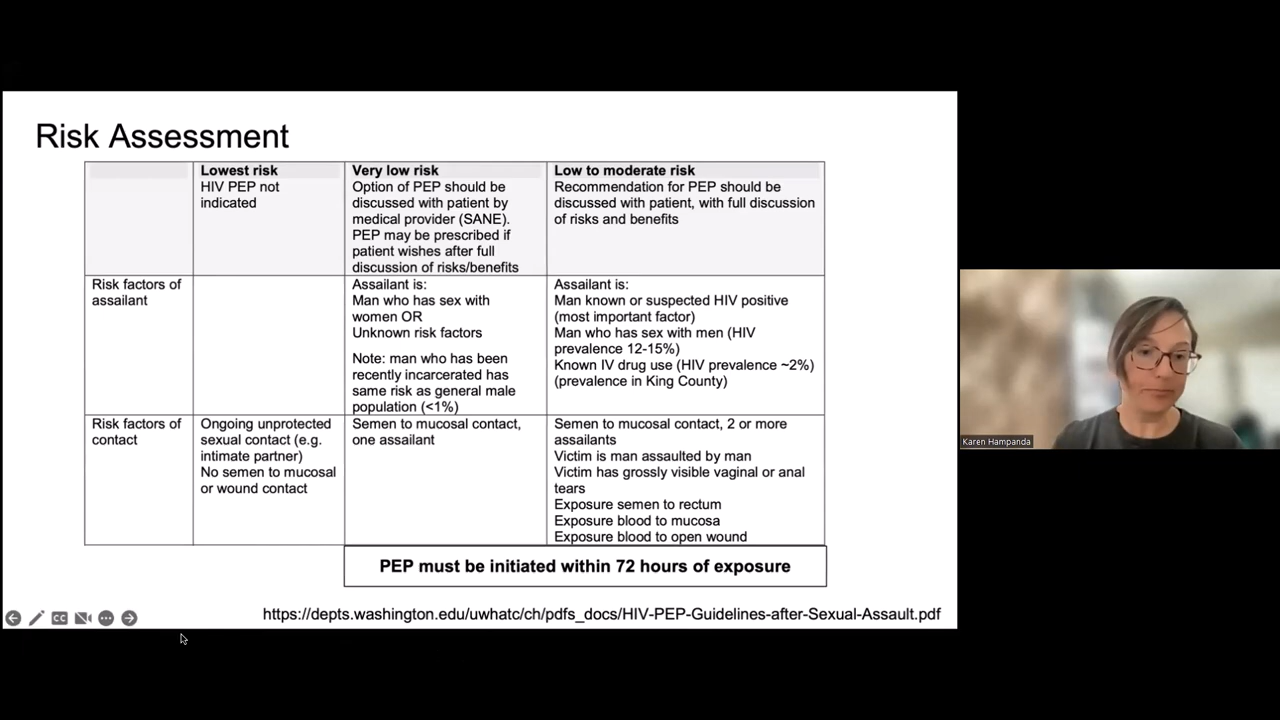 Risk Assessment
Lowest risk
HIV PEP not
indicated
Very low risk
Option of PEP should be
discussed with patient by
medical provider (SANE).
PEP may be prescribed if
patient wishes after full
discussion of risks/benefits
Low to moderate risk
Recommendation for PEP should be
discussed with patient, with full discussion
of risks and benefits
Risk factors of
assailant
Assailant is:
Man who has sex with
women OR
Unknown risk factors
Note: man who has been
recently incarcerated has
same risk as general male
population (<1%)
Assailant is:
Man known or suspected HIV positive
(most important factor)
Man who has sex with men (HIV
prevalence 12-15%)
Known IV drug use (HIV prevalence ~2%)
(prevalence in King County)
Risk factors of
contact
Ongoing unprotected
sexual contact (e.g.
intimate partner)
No semen to mucosal
or wound contact
Semen to mucosal contact,
one assailant
Semen to mucosal contact, 2 or more
assailants
Victim is man assaulted by man
Victim has grossly visible vaginal or anal
tears
Exposure semen to rectum
Exposure blood to mucosa
Exposure blood to open wound
PEP must be initiated within 72 hours of exposure
https://depts.washington.edu/uwhatc/ch/pdfs_docs/HIV-PEP-Guidelines-after-Sexual-Assault.pdf
CC
Karen Hampanda